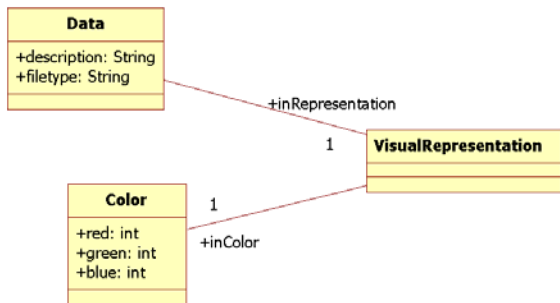 Data
+description: String
+filetype: String
+inRepresentation
1
VisualRepresentation
Color
+red: int
+green: int
+blue: int
1
+inColor